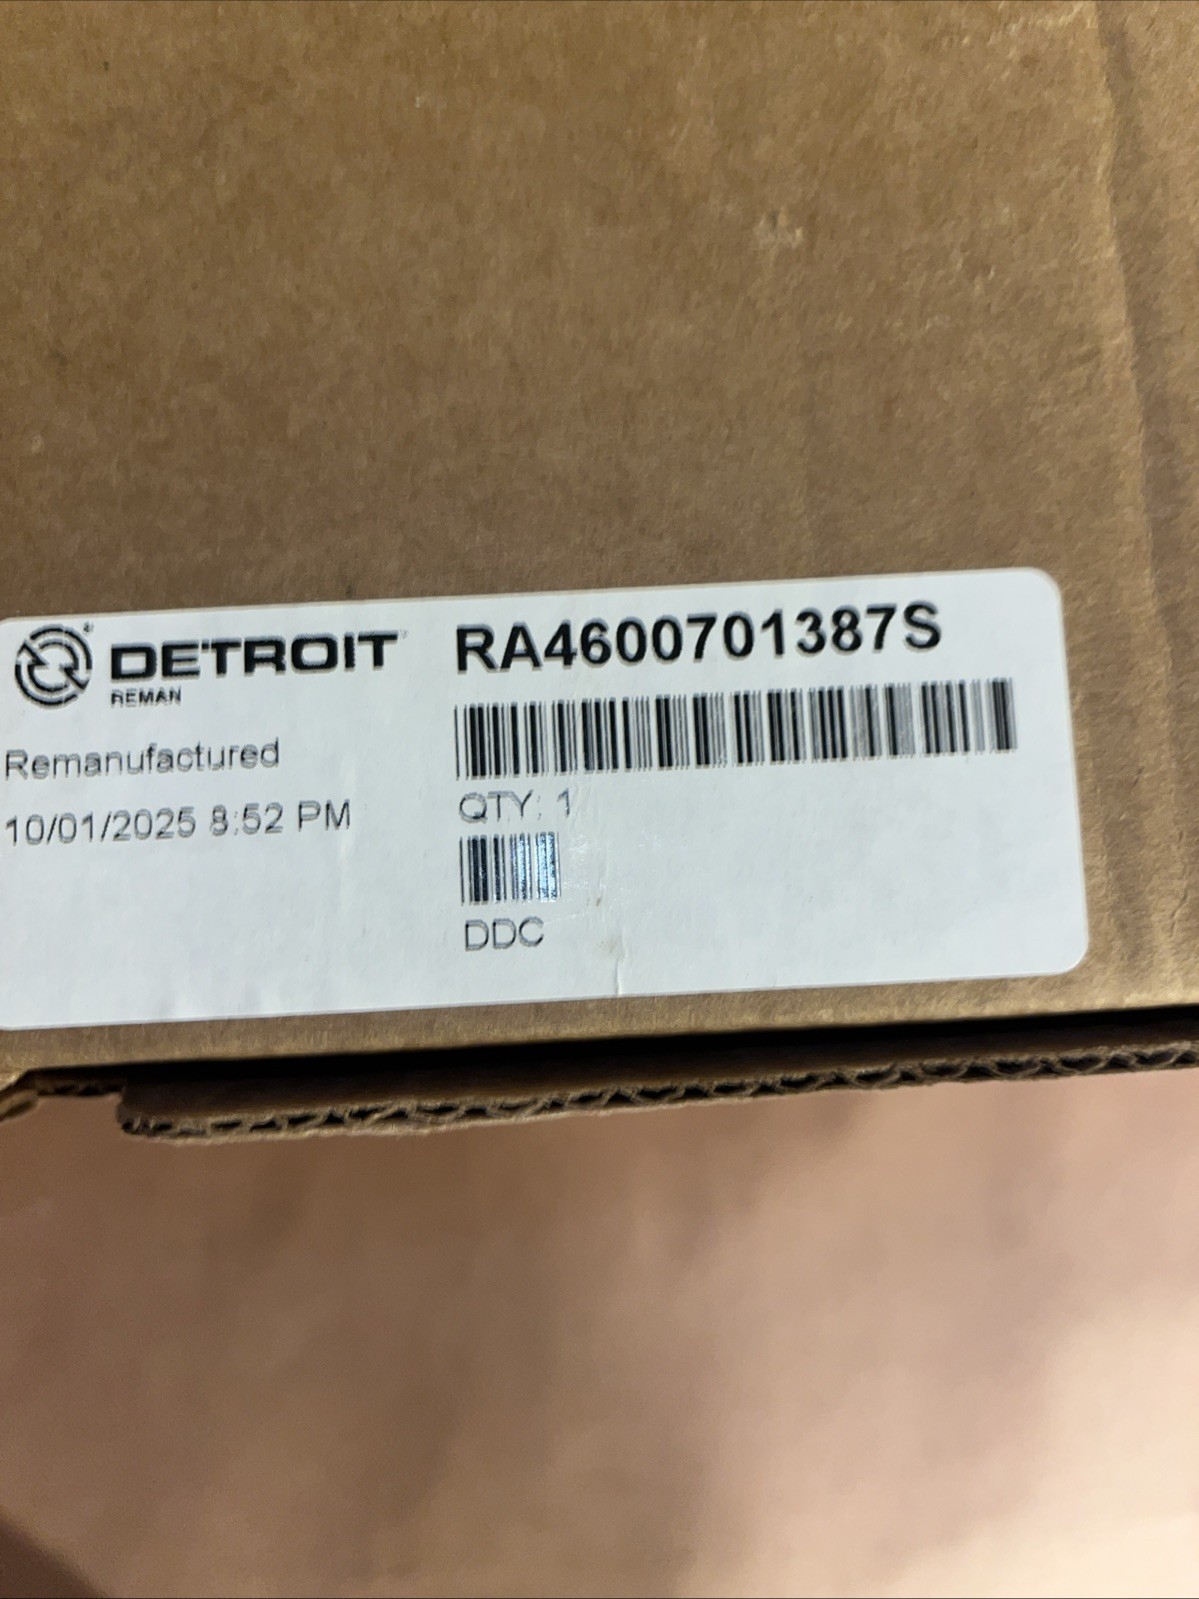 DETROIT
REMAN
RA4600701387S
Remanufactured
10/01/2025 8:52 PM
QTY: 1
DDC